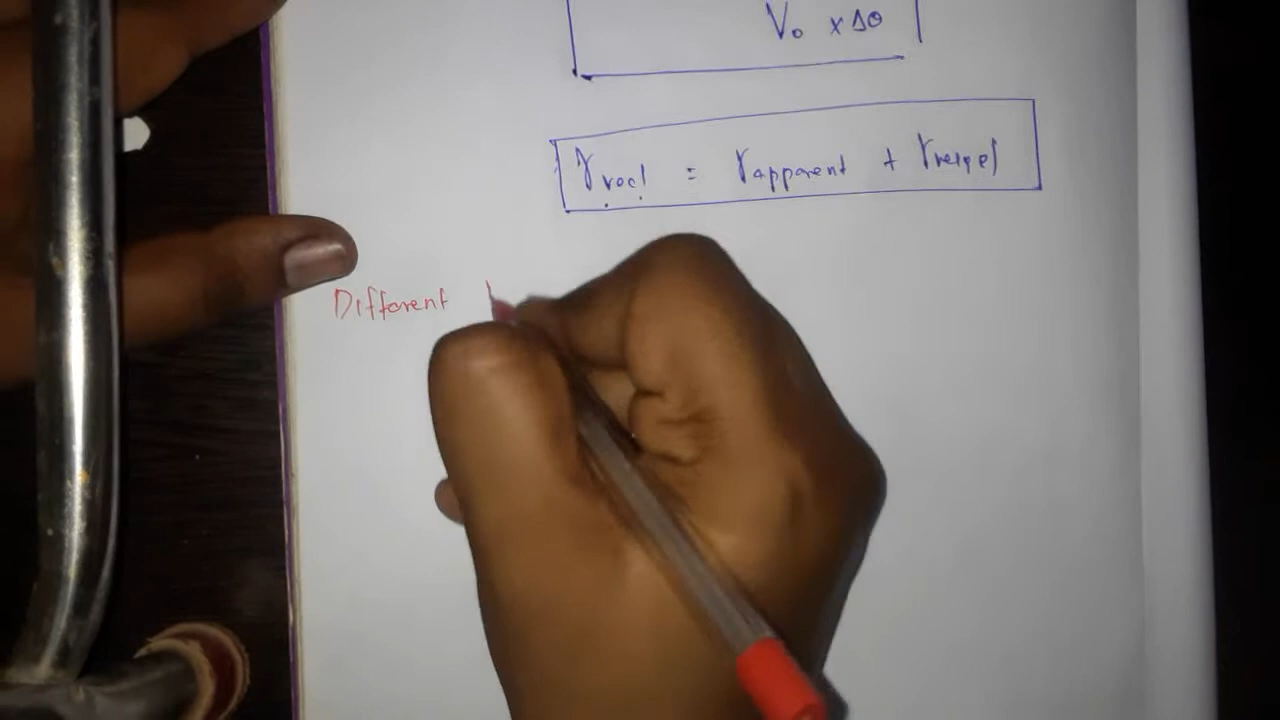 V₀ × Δθ
γreal = γapparent + γvessel
Different